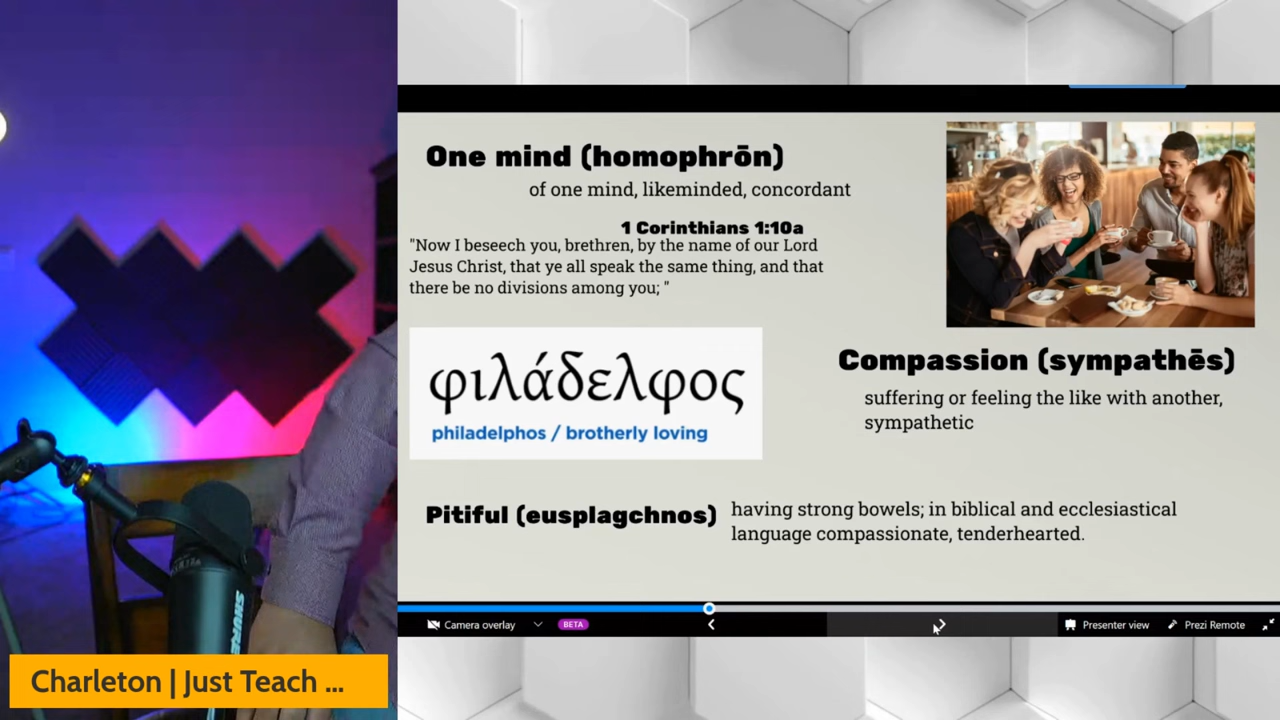 One mind (homophrōn)
of one mind, likeminded, concordant
1 Corinthians 1:10a
"Now I beseech you, brethren, by the name of our Lord
Jesus Christ, that ye all speak the same thing, and that
there be no divisions among you; "
φιλάδελφος
philadelphos / brotherly loving
Compassion (sympathēs)
suffering or feeling the like with another,
sympathetic
Pitiful (eusplagchnos)
having strong bowels; in biblical and ecclesiastical
language compassionate, tenderhearted.
Camera overlay
BETA
Presenter view
Prezi Remote
SHURE
Charleton | Just Teach ...